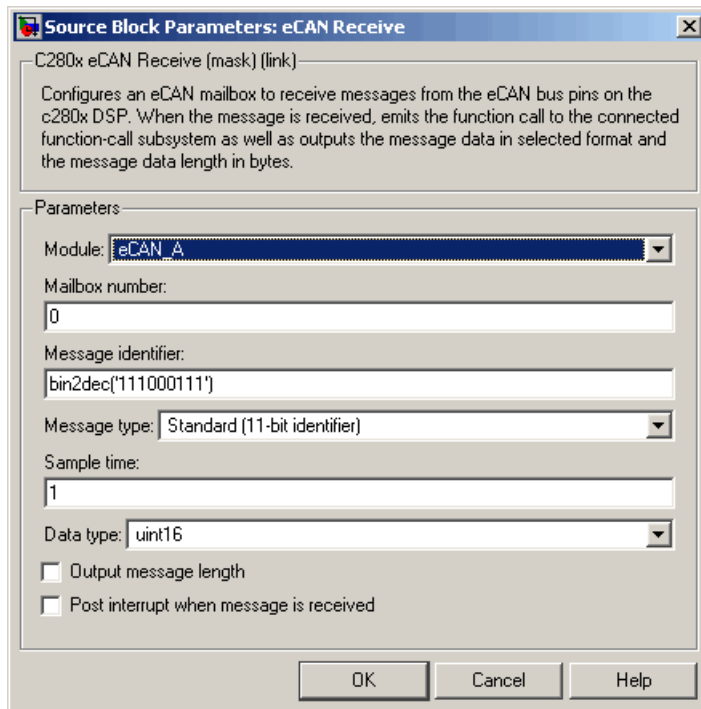 Source Block Parameters: eCAN Receive
C280x eCAN Receive (mask) (link)
Configures an eCAN mailbox to receive messages from the eCAN bus pins on the
c280x DSP. When the message is received, emits the function call to the connected
function-call subsystem as well as outputs the message data in selected format and
the message data length in bytes.
Parameters
Module: eCAN_A
Mailbox number:
0
Message identifier:
bin2dec('111000111')
Message type: Standard (11-bit identifier)
Sample time:
1
Data type: uint16
Output message length
Post interrupt when message is received
OK Cancel Help